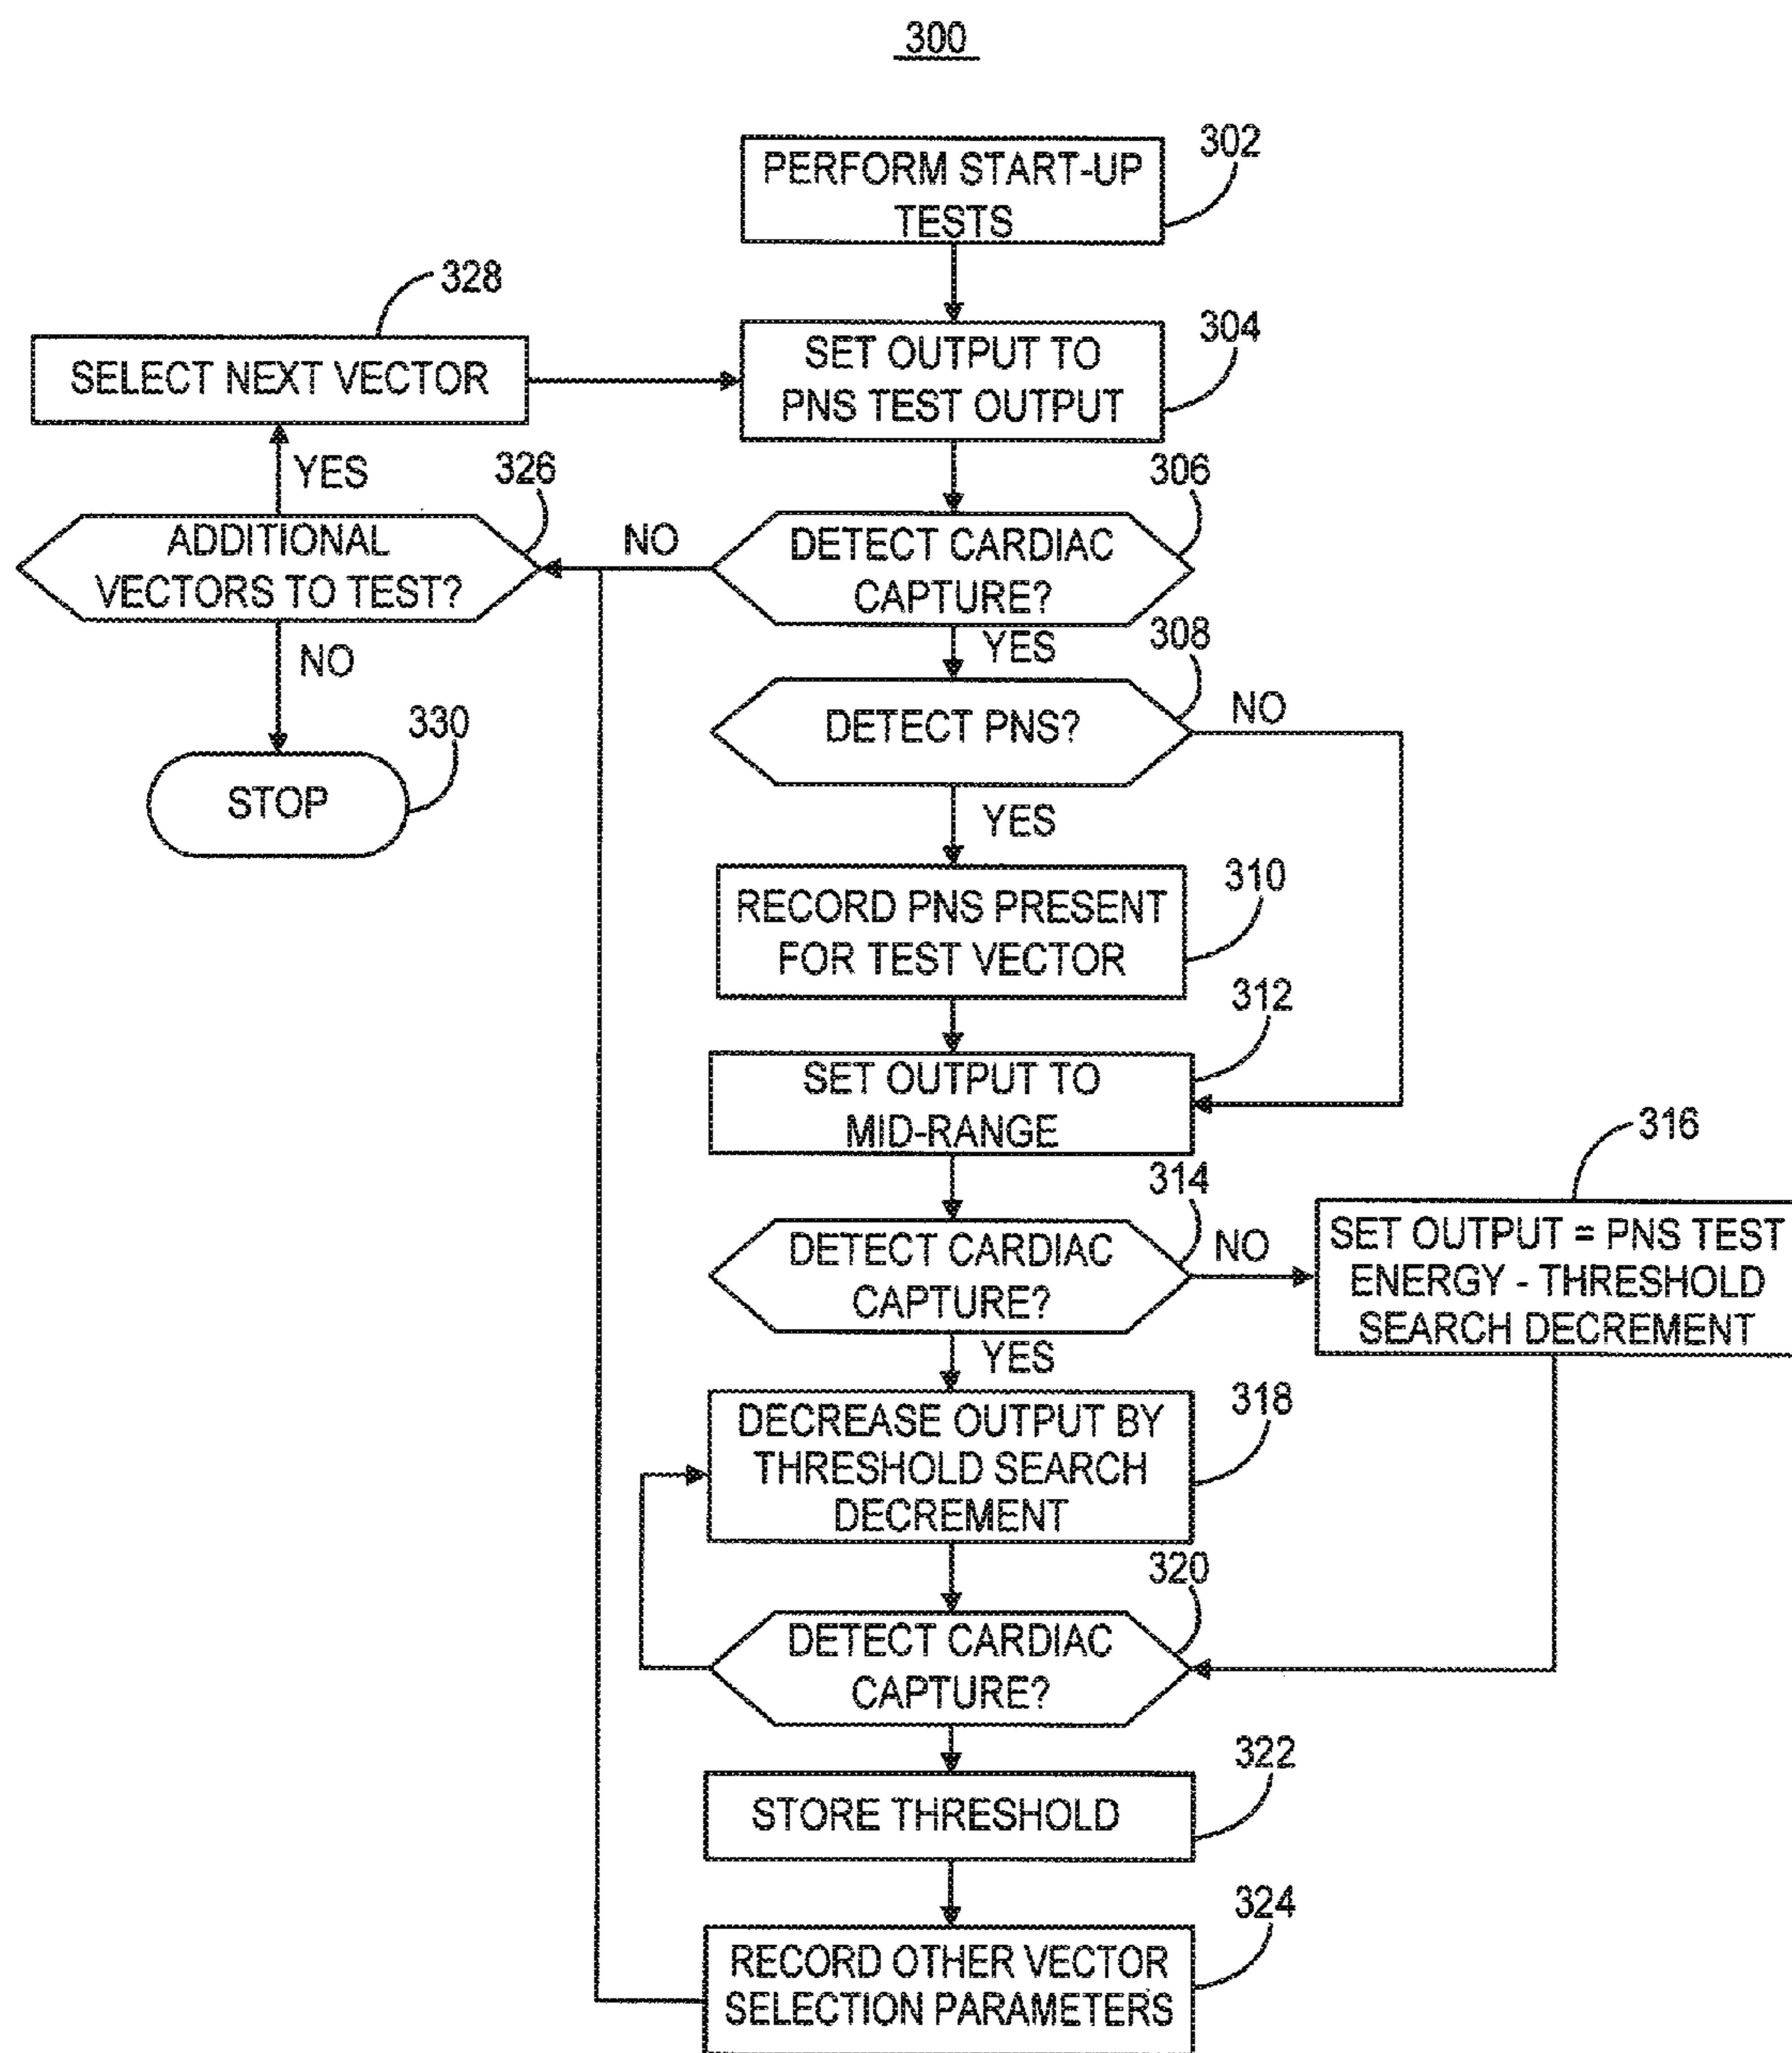 300
PERFORM START-UP
TESTS
302
328
SELECT NEXT VECTOR
SET OUTPUT TO
PNS TEST OUTPUT
304
YES
326
ADDITIONAL
VECTORS TO TEST?
NO
DETECT CARDIAC
CAPTURE?
306
YES
NO
330
STOP
308
DETECT PNS?
NO
YES
RECORD PNS PRESENT
FOR TEST VECTOR
310
312
SET OUTPUT TO
MID-RANGE
314
DETECT CARDIAC
CAPTURE?
NO
316
SET OUTPUT = PNS TEST
ENERGY - THRESHOLD
SEARCH DECREMENT
YES
DECREASE OUTPUT BY
THRESHOLD SEARCH
DECREMENT
318
320
DETECT CARDIAC
CAPTURE?
322
STORE THRESHOLD
324
RECORD OTHER VECTOR
SELECTION PARAMETERS